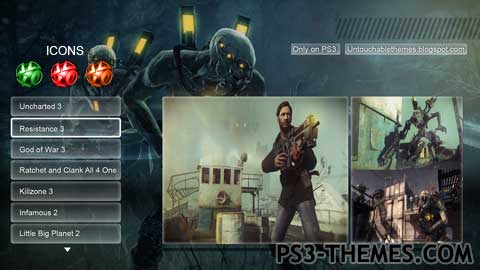 ICONS
Only on PS3
Untouchablethemes.blogspot.com
Uncharted 3
Resistance 3
God of War 3
Ratchet and Clank All 4 One
Killzone 3
Infamous 2
Little Big Planet 2
PS3-THEMES.COM